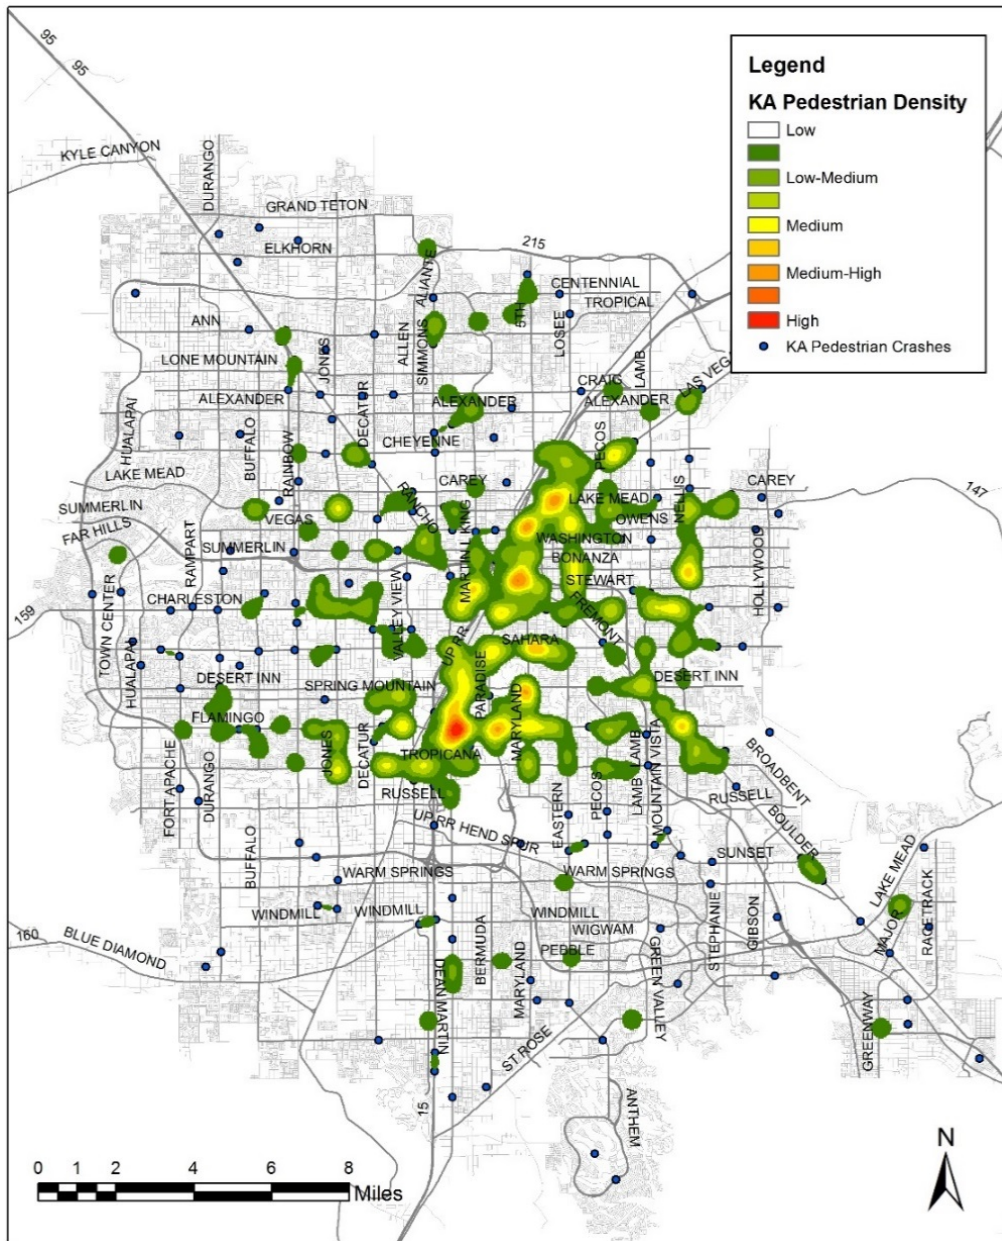 95
95
KYLE CANYON
DURANGO
GRAND TETON
ELKHORN
215
ALIANTE
CENTENNIAL
TROPICAL
5TH
LOSEE
ANN
ALLEN
SIMMONS
LONE MOUNTAIN
JONES
LAMB
LAS VEGA
CRAIG
ALEXANDER
DECATUR
ALEXANDER
ALEXANDER
HUALAPAI
BUFFALO
RAINBOW
CHEYENNE
PECOS
LAKE MEAD
CAREY
CAREY
147
RANCHO
LAKE MEAD
NELLIS
SUMMERLIN
VEGAS
OWENS
FAR HILLS
RAMPART
SUMMERLIN
MARTIN L KING
WASHINGTON
BONANZA
STEWART
HOLLYWOOD
TOWN CENTER
CHARLESTON
VALLEY VIEW
FREMONT
159
UP RR
SAHARA
HUALAPAI
DESERT INN
SPRING MOUNTAIN
PARADISE
MARYLAND
DESERT INN
FLAMINGO
JONES
DECATUR
TROPICANA
LAMB
LAMB
MOUNTAIN VISTA
BROADBENT
FORT APACHE
DURANGO
RUSSELL
EASTERN
PECOS
RUSSELL
BOULDER
BUFFALO
UP RR HEND SPUR
SUNSET
WARM SPRINGS
WARM SPRINGS
LAKE MEAD
WINDMILL
WINDMILL
WINDMILL
WIGWAM
STEPHANIE
GIBSON
MAJOR
RACETRACK
160
BLUE DIAMOND
BERMUDA
PEBBLE
DEAN MARTIN
MARYLAND
GREEN VALLEY
GREENWAY
ST ROSE
15
ANTHEM
Legend
KA Pedestrian Density
Low
Low-Medium
Medium
Medium-High
High
KA Pedestrian Crashes
0 1 2 4 6 8
Miles
N